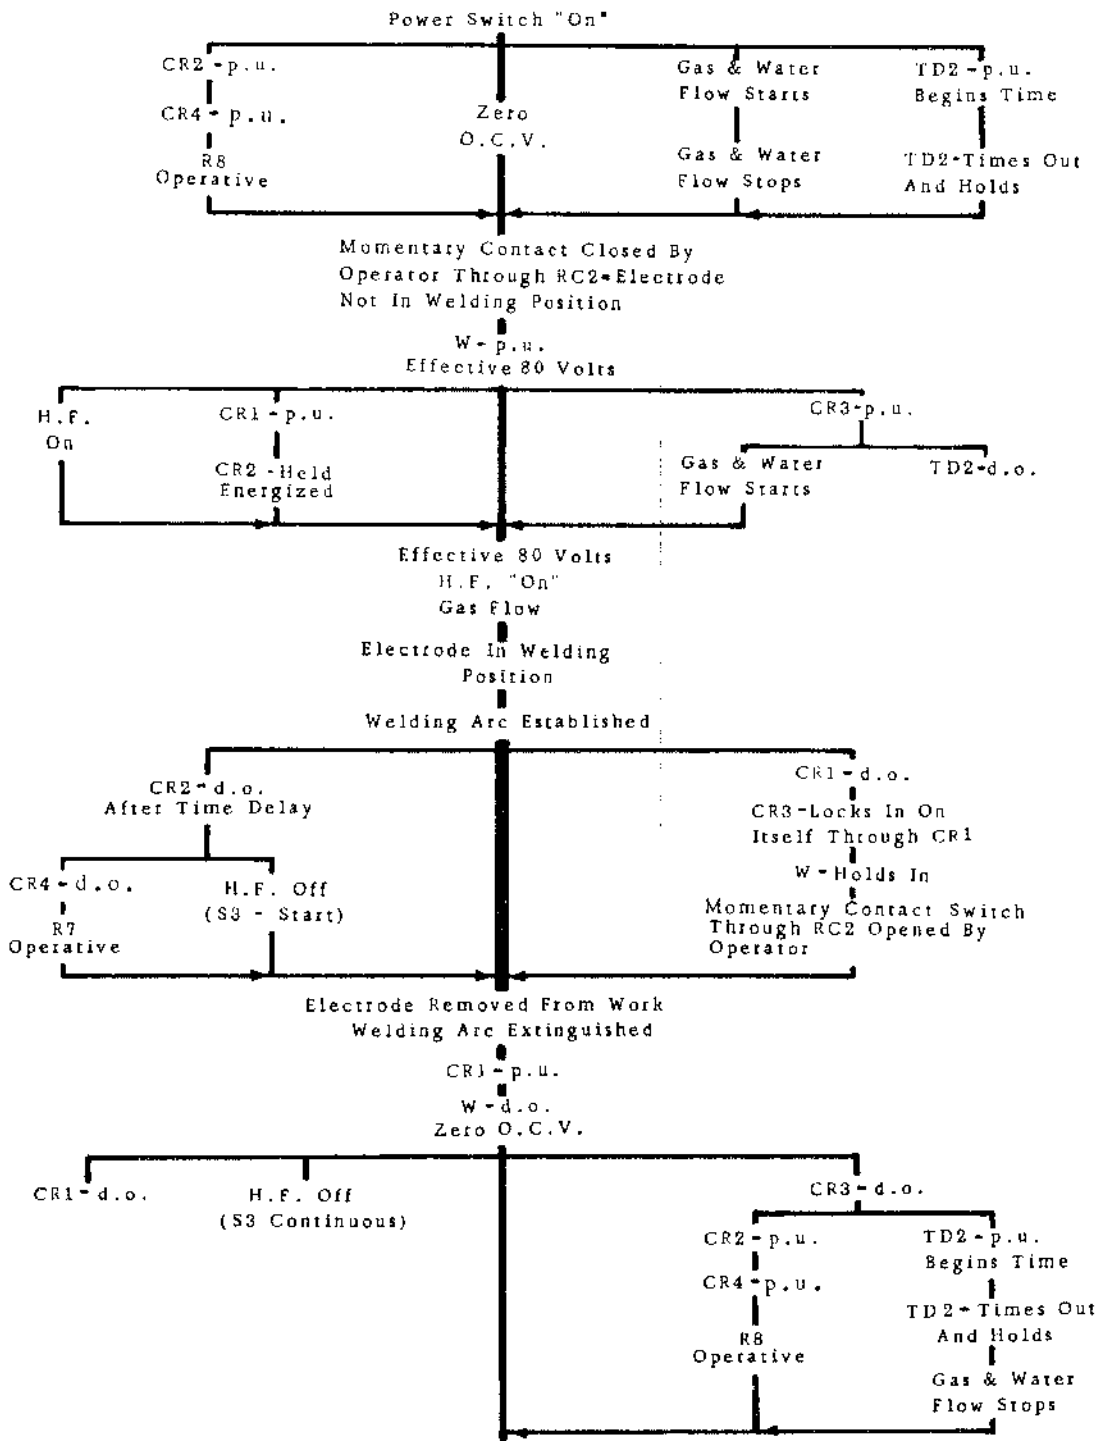 Power Switch "On"
CR2-p.u.
CR4-p.u.
R8
Operative
Zero
O.C.V.
Gas & Water
Flow Starts
Gas & Water
Flow Stops
TD2-p.u.
Begins Time
TD2-Times Out
And Holds
Momentary Contact Closed By
Operator Through RC2-Electrode
Not In Welding Position
W-p.u.
Effective 80 Volts
H.F.
On
CR1-p.u.
CR2-Held
Energized
CR3-p.u.
Gas & Water
Flow Starts
TD2-d.o.
Effective 80 Volts
H.F. "On"
Gas Flow
Electrode In Welding
Position
Welding Arc Established
CR2-d.o.
After Time Delay
CR4-d.o.
R7
Operative
H.F. Off
(S3 - Start)
CR1-d.o.
CR3-Locks In On
Itself Through CR1
W-Holds In
Momentary Contact Switch
Through RC2 Opened By
Operator
Electrode Removed From Work
Welding Arc Extinguished
CR1-p.u.
W-d.o.
Zero O.C.V.
CR1-d.o.
H.F. Off
(S3 Continuous)
CR3-d.o.
CR2-p.u.
CR4-p.u.
R8
Operative
TD2-p.u.
Begins Time
TD2-Times Out
And Holds
Gas & Water
Flow Stops